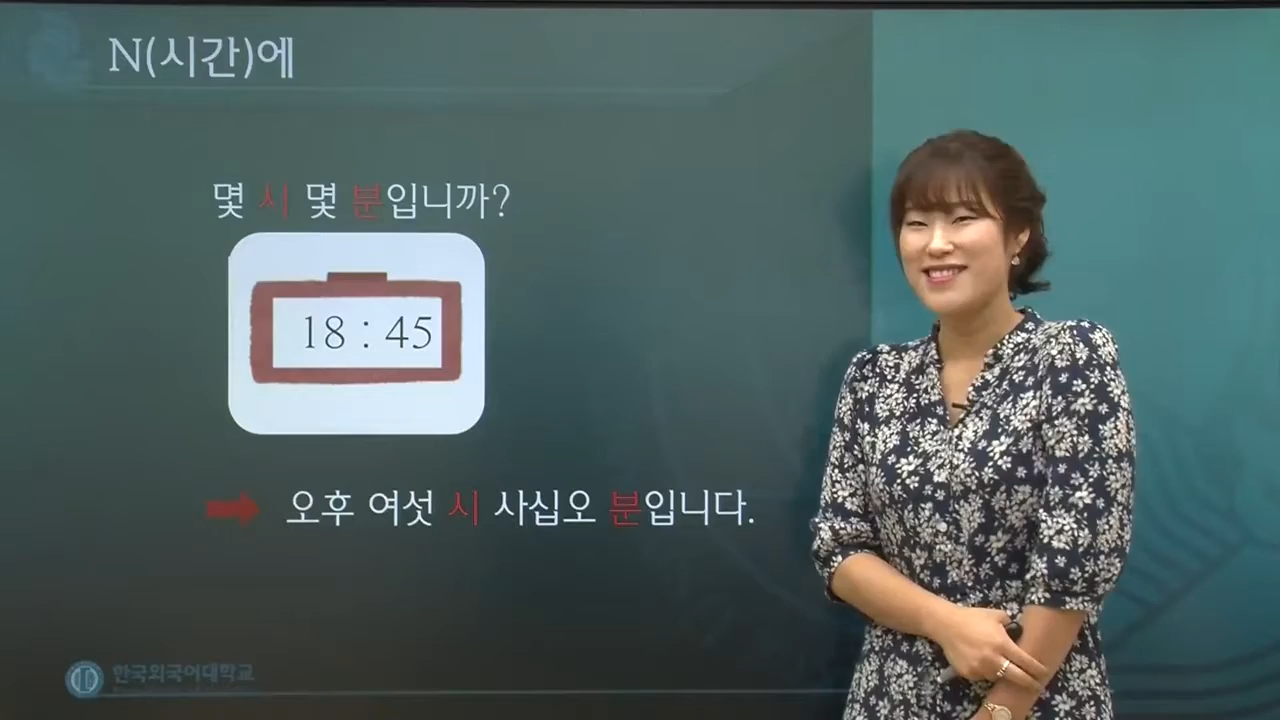 N(시간)에
몇 시 몇 분입니까?
18 : 45
오후 여섯 시 사십오 분입니다.
한국외국어대학교